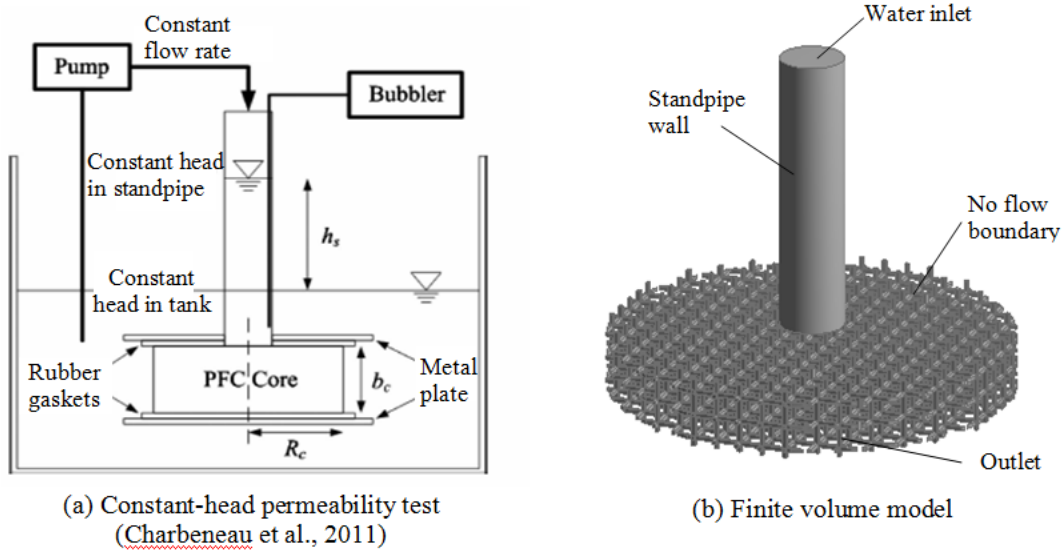 Constant
flow rate
Pump
Bubbler
Constant head
in standpipe
h_s
Constant
head in tank
Rubber
gaskets
PFC Core
b_c
Metal
plate
R_c
(a) Constant-head permeability test
(Charbeneau et al., 2011)
Water inlet
Standpipe
wall
No flow
boundary
Outlet
(b) Finite volume model